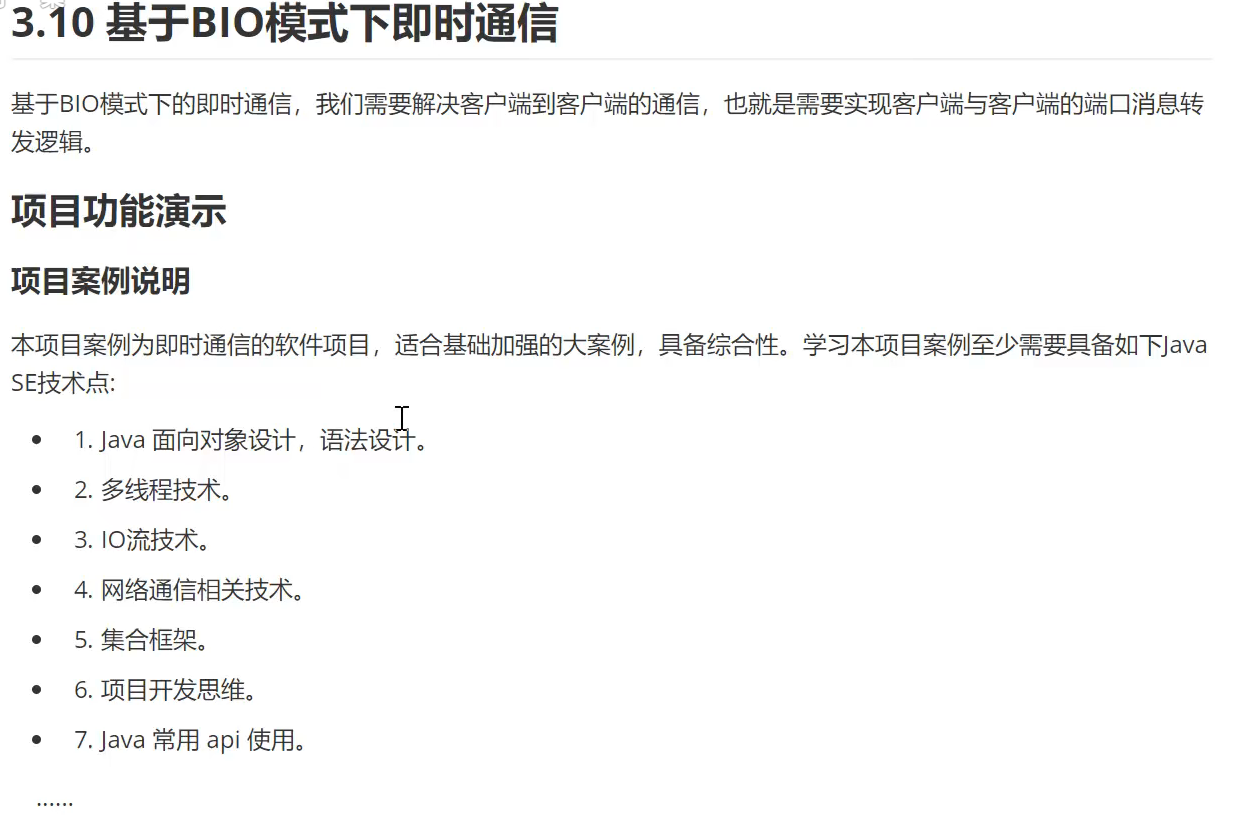 3.10 基于BIO模式下即时通信
基于BIO模式下的即时通信，我们需要解决客户端到客户端的通信，也就是需要实现客户端与客户端的端口消息转
发逻辑。
项目功能演示
项目案例说明
本项目案例为即时通信的软件项目，适合基础加强的大案例，具备综合性。学习本项目案例至少需要具备如下Java
SE技术点:
• 1. Java 面向对象设计，语法设计。
• 2. 多线程技术。
• 3. IO流技术。
• 4. 网络通信相关技术。
• 5. 集合框架。
• 6. 项目开发思维。
• 7. Java 常用 api 使用。
......